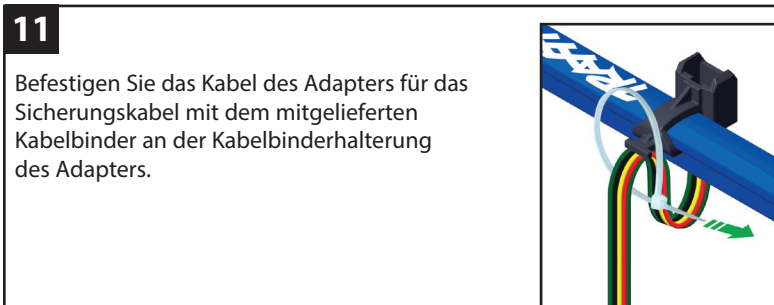 11
Befestigen Sie das Kabel des Adapters für das
Sicherungskabel mit dem mitgelieferten
Kabelbinder an der Kabelbinderhalterung
des Adapters.